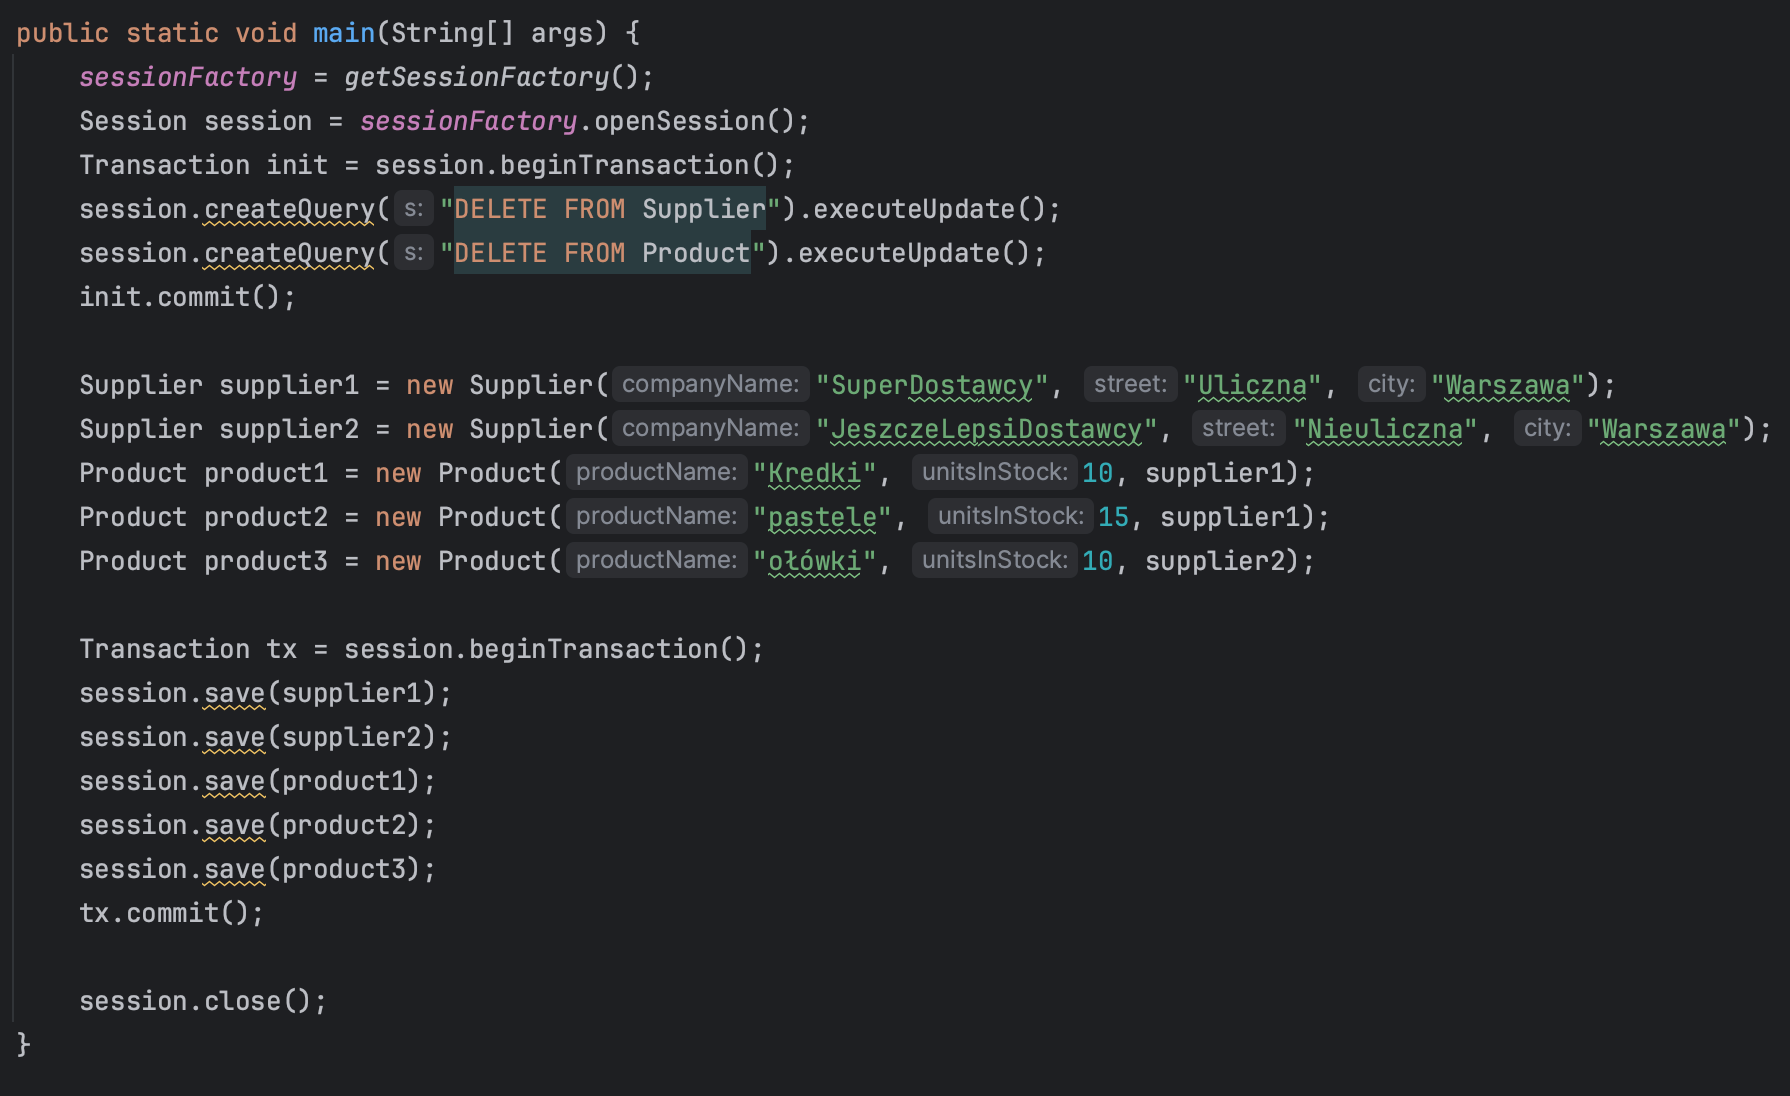 public static void main(String[] args) {
sessionFactory = getSessionFactory();
Session session = sessionFactory.openSession();
Transaction init = session.beginTransaction();
session.createQuery( s: "DELETE FROM Supplier").executeUpdate();
session.createQuery( s: "DELETE FROM Product").executeUpdate();
init.commit();
Supplier supplier1 = new Supplier( companyName: "SuperDostawcy", street: "Uliczna", city: "Warszawa");
Supplier supplier2 = new Supplier( companyName: "JeszczeLepsiDostawcy", street: "Nieuliczna", city: "Warszawa");
Product product1 = new Product( productName: "Kredki", unitsInStock: 10, supplier1);
Product product2 = new Product( productName: "pastele", unitsInStock: 15, supplier1);
Product product3 = new Product( productName: "ołówki", unitsInStock: 10, supplier2);
Transaction tx = session.beginTransaction();
session.save(supplier1);
session.save(supplier2);
session.save(product1);
session.save(product2);
session.save(product3);
tx.commit();
session.close();
}